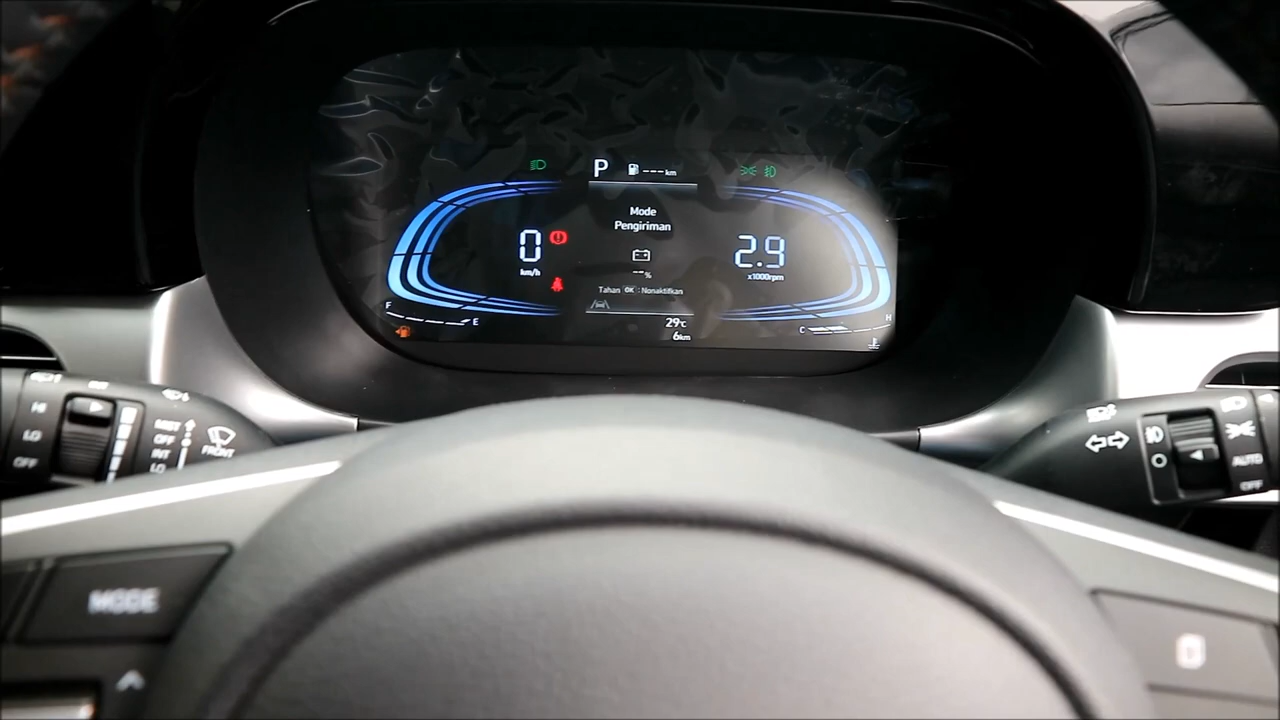 P --- km
Mode
Pengiriman
0
km/h
2.9
x1000rpm
--%
Tahan OK : Nonaktifkan
F
E
29°C
6km
C
H
HI
LO
OFF
MIST
OFF
INT
LO
FRONT
AUTO
OFF
MODE